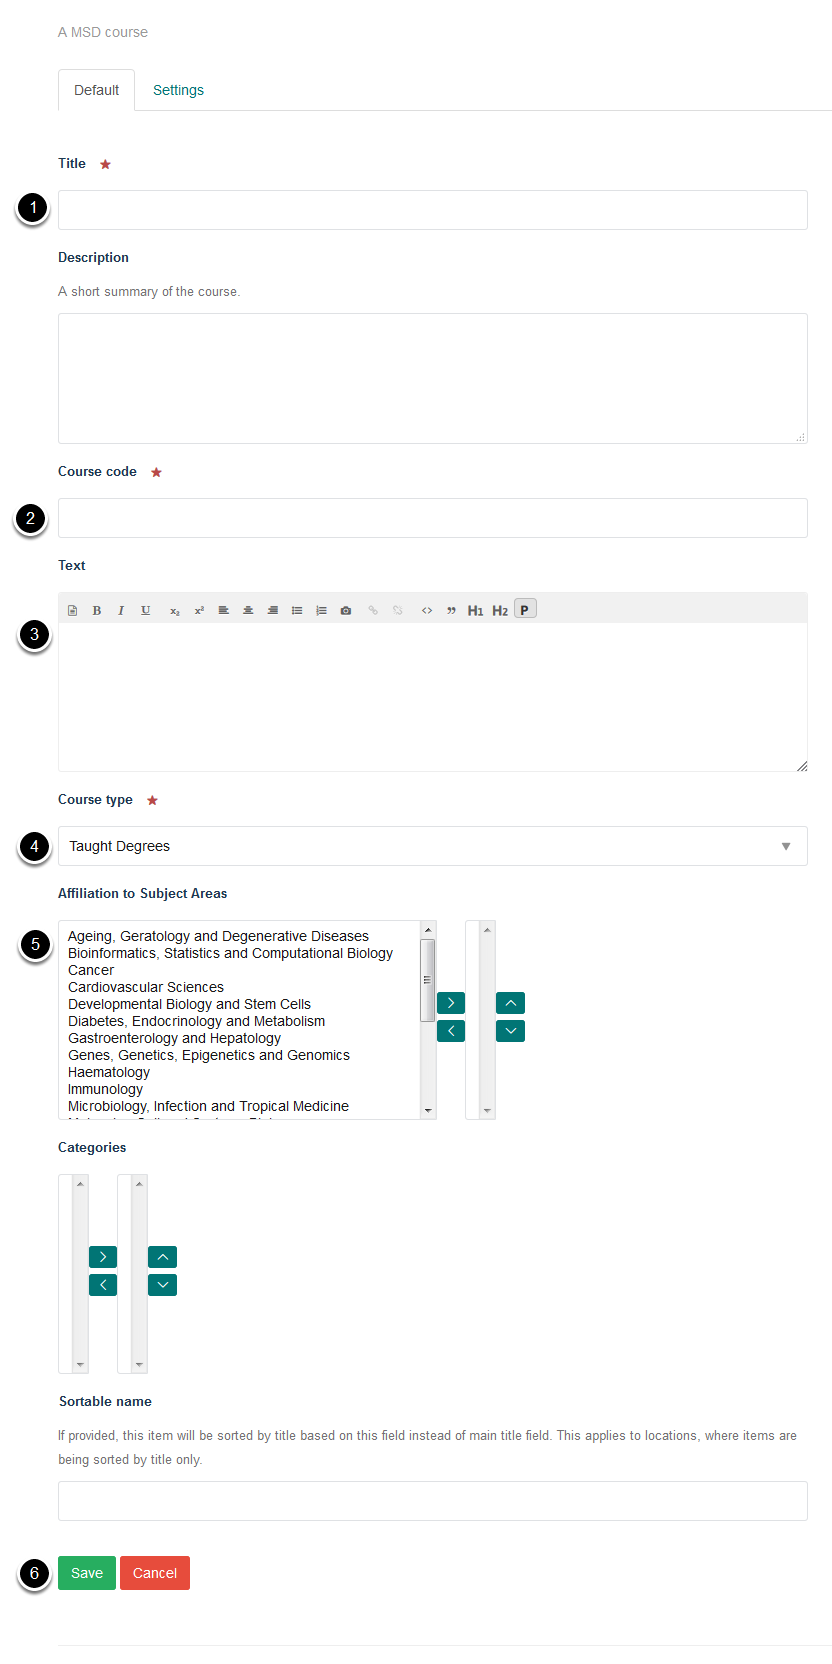 A MSD course
Default Settings
Title
1
Description
A short summary of the course.
Course code
2
Text
B I U x₂ x² <> ” H1 H2 P
3
Course type
4 Taught Degrees
Affiliation to Subject Areas
5
Ageing, Geratology and Degenerative Diseases
Bioinformatics, Statistics and Computational Biology
Cancer
Cardiovascular Sciences
Developmental Biology and Stem Cells
Diabetes, Endocrinology and Metabolism
Gastroenterology and Hepatology
Genes, Genetics, Epigenetics and Genomics
Haematology
Immunology
Microbiology, Infection and Tropical Medicine
Categories
Sortable name
If provided, this item will be sorted by title based on this field instead of main title field. This applies to locations, where items are
being sorted by title only.
6 Save Cancel